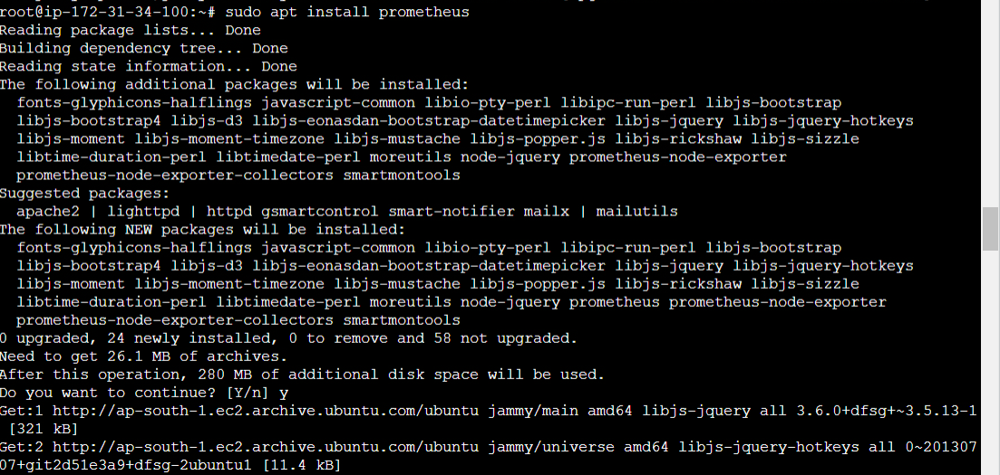 root@ip-172-31-34-100:~# sudo apt install prometheus
Reading package lists... Done
Building dependency tree... Done
Reading state information... Done
The following additional packages will be installed:
  fonts-glyphicons-halflings javascript-common libio-pty-perl libipc-run-perl libjs-bootstrap
  libjs-bootstrap4 libjs-d3 libjs-eonasdan-bootstrap-datetimepicker libjs-jquery libjs-jquery-hotkeys
  libjs-moment libjs-moment-timezone libjs-mustache libjs-popper.js libjs-rickshaw libjs-sizzle
  libtime-duration-perl libtimedate-perl moreutils node-jquery prometheus-node-exporter
  prometheus-node-exporter-collectors smartmontools
Suggested packages:
  apache2 | lighttpd | httpd gsmartcontrol smart-notifier mailx | mailutils
The following NEW packages will be installed:
  fonts-glyphicons-halflings javascript-common libio-pty-perl libipc-run-perl libjs-bootstrap
  libjs-bootstrap4 libjs-d3 libjs-eonasdan-bootstrap-datetimepicker libjs-jquery libjs-jquery-hotkeys
  libjs-moment libjs-moment-timezone libjs-mustache libjs-popper.js libjs-rickshaw libjs-sizzle
  libtime-duration-perl libtimedate-perl moreutils node-jquery prometheus prometheus-node-exporter
  prometheus-node-exporter-collectors smartmontools
0 upgraded, 24 newly installed, 0 to remove and 58 not upgraded.
Need to get 26.1 MB of archives.
After this operation, 280 MB of additional disk space will be used.
Do you want to continue? [Y/n] y
Get:1 http://ap-south-1.ec2.archive.ubuntu.com/ubuntu jammy/main amd64 libjs-jquery all 3.6.0+dfsg+~3.5.13-1
 [321 kB]
Get:2 http://ap-south-1.ec2.archive.ubuntu.com/ubuntu jammy/universe amd64 libjs-jquery-hotkeys all 0~201307
07+git2d51e3a9+dfsg-2ubuntu1 [11.4 kB]